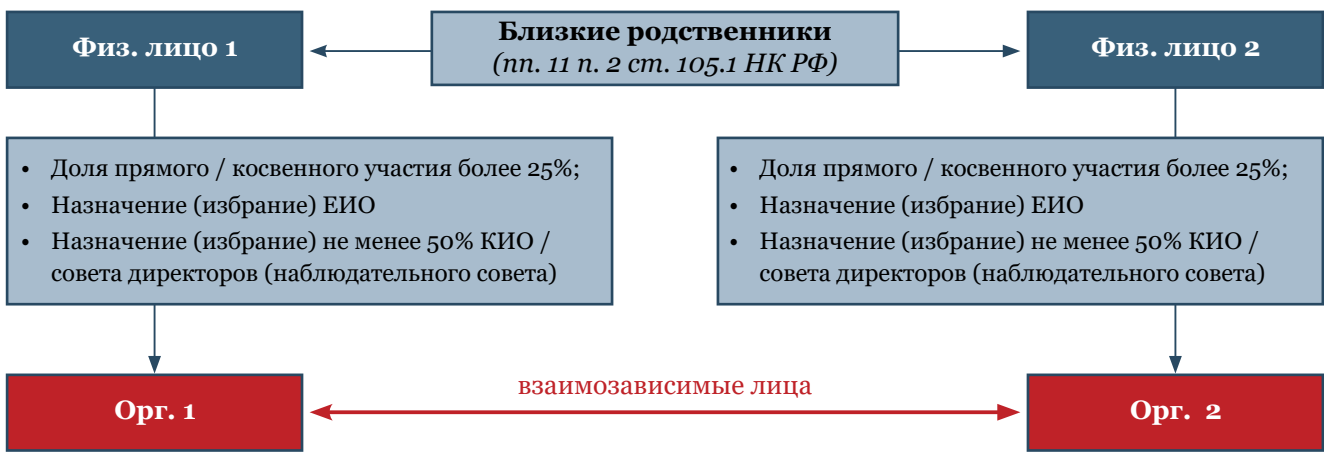 Физ. лицо 1
Близкие родственники
(пп. 11 п. 2 ст. 105.1 НК РФ)
Физ. лицо 2
• Доля прямого / косвенного участия более 25%;
• Назначение (избрание) ЕИО
• Назначение (избрание) не менее 50% КИО /
совета директоров (наблюдательного совета)
• Доля прямого / косвенного участия более 25%;
• Назначение (избрание) ЕИО
• Назначение (избрание) не менее 50% КИО /
совета директоров (наблюдательного совета)
Орг. 1
взаимозависимые лица
Орг. 2